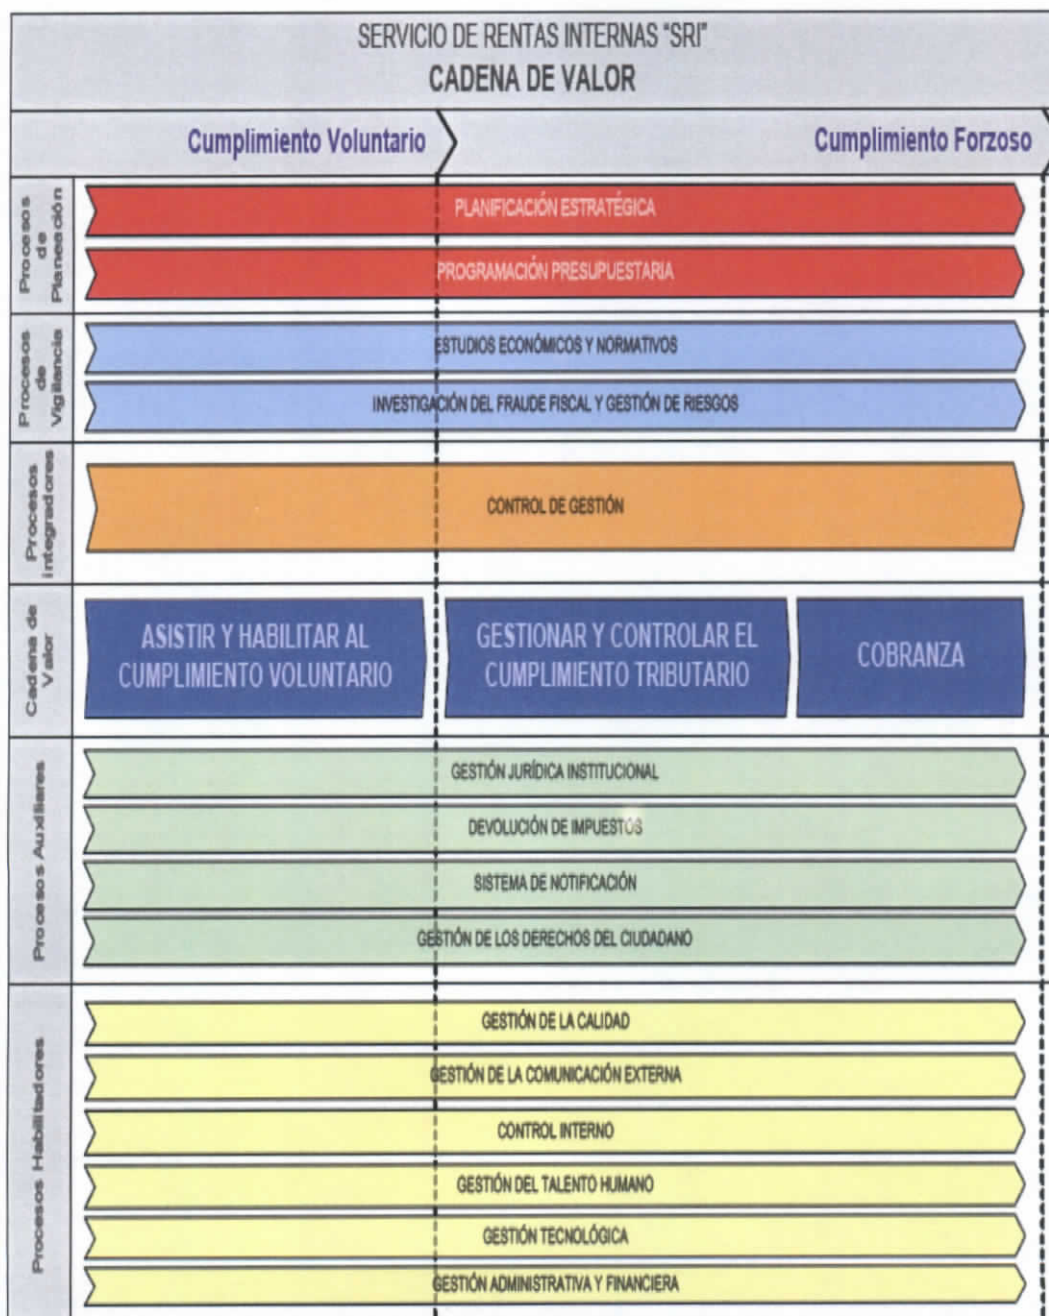 SERVICIO DE RENTAS INTERNAS "SRI"
CADENA DE VALOR
Cumplimiento Voluntario
Cumplimiento Forzoso
Procesos
de
Planeación
PLANIFICACIÓN ESTRATÉGICA
PROGRAMACIÓN PRESUPUESTARIA
Procesos
de
Vigilancia
ESTUDIOS ECONÓMICOS Y NORMATIVOS
INVESTIGACIÓN DEL FRAUDE FISCAL Y GESTIÓN DE RIESGOS
Procesos
integradores
CONTROL DE GESTIÓN
Cadena de
Valor
ASISTIR Y HABILITAR AL
CUMPLIMIENTO VOLUNTARIO
GESTIONAR Y CONTROLAR EL
CUMPLIMIENTO TRIBUTARIO
COBRANZA
Procesos Auxiliares
GESTIÓN JURÍDICA INSTITUCIONAL
DEVOLUCIÓN DE IMPUESTOS
SISTEMA DE NOTIFICACIÓN
GESTIÓN DE LOS DERECHOS DEL CIUDADANO
Procesos Habilitadores
GESTIÓN DE LA CALIDAD
GESTIÓN DE LA COMUNICACIÓN EXTERNA
CONTROL INTERNO
GESTIÓN DEL TALENTO HUMANO
GESTIÓN TECNOLÓGICA
GESTIÓN ADMINISTRATIVA Y FINANCIERA